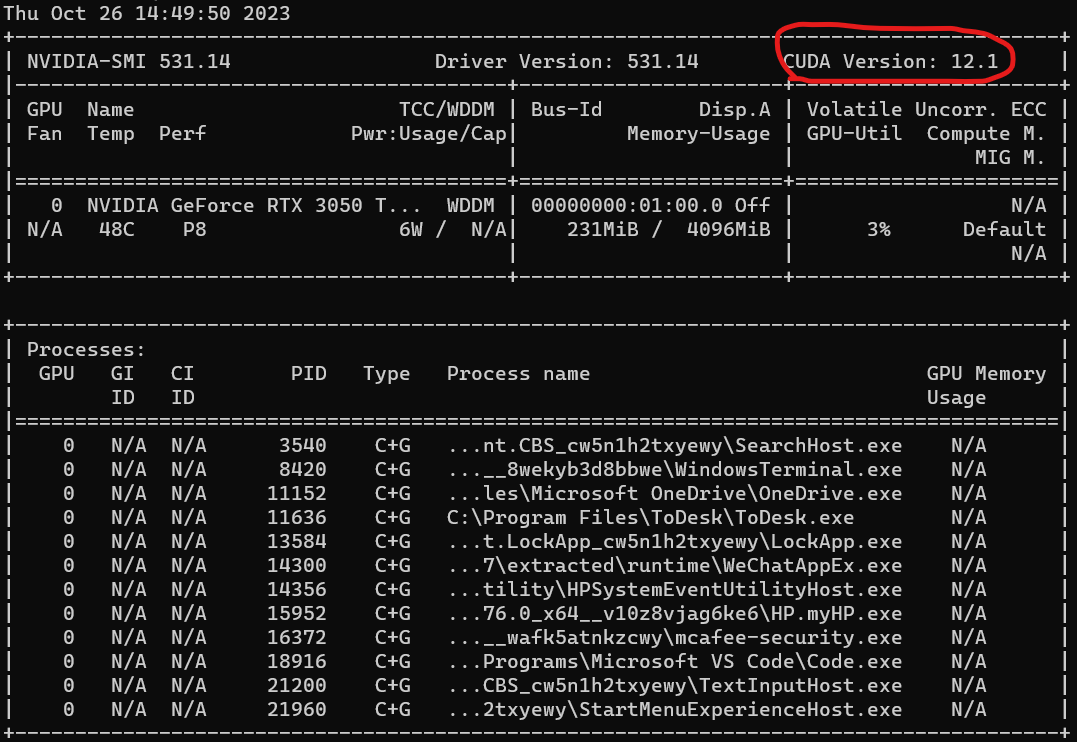 Thu Oct 26 14:49:50 2023
+---------------------------------------------------------------------------------------+
| NVIDIA-SMI 531.14                 Driver Version: 531.14       CUDA Version: 12.1     |
|-----------------------------------------+----------------------+----------------------+
| GPU  Name                      TCC/WDDM | Bus-Id        Disp.A | Volatile Uncorr. ECC |
| Fan  Temp  Perf            Pwr:Usage/Cap|         Memory-Usage | GPU-Util  Compute M. |
|                                         |                      |               MIG M. |
|=========================================+======================+======================|
|   0  NVIDIA GeForce RTX 3050 T...  WDDM | 00000000:01:00.0 Off |                  N/A |
| N/A   48C    P8                6W /  N/A|    231MiB /  4096MiB |      3%      Default |
|                                         |                      |                  N/A |
+-----------------------------------------+----------------------+----------------------+
+---------------------------------------------------------------------------------------+
| Processes:                                                                            |
|  GPU   GI   CI        PID   Type   Process name                            GPU Memory |
|        ID   ID                                                             Usage      |
|=======================================================================================|
|    0   N/A  N/A      3540    C+G   ...nt.CBS_cw5n1h2txyewy\SearchHost.exe    N/A      |
|    0   N/A  N/A      8420    C+G   ...__8wekyb3d8bbwe\WindowsTerminal.exe    N/A      |
|    0   N/A  N/A     11152    C+G   ...les\Microsoft OneDrive\OneDrive.exe    N/A      |
|    0   N/A  N/A     11636    C+G   C:\Program Files\ToDesk\ToDesk.exe        N/A      |
|    0   N/A  N/A     13584    C+G   ...t.LockApp_cw5n1h2txyewy\LockApp.exe    N/A      |
|    0   N/A  N/A     14300    C+G   ...7\extracted\runtime\WeChatAppEx.exe    N/A      |
|    0   N/A  N/A     14356    C+G   ...tility\HPSystemEventUtilityHost.exe    N/A      |
|    0   N/A  N/A     15952    C+G   ...76.0_x64__v10z8vjag6ke6\HP.myHP.exe    N/A      |
|    0   N/A  N/A     16372    C+G   ...__wafk5atnkzcwy\mcafee-security.exe    N/A      |
|    0   N/A  N/A     18916    C+G   ...Programs\Microsoft VS Code\Code.exe    N/A      |
|    0   N/A  N/A     21200    C+G   ...CBS_cw5n1h2txyewy\TextInputHost.exe    N/A      |
|    0   N/A  N/A     21960    C+G   ...2txyewy\StartMenuExperienceHost.exe    N/A      |
+---------------------------------------------------------------------------------------+